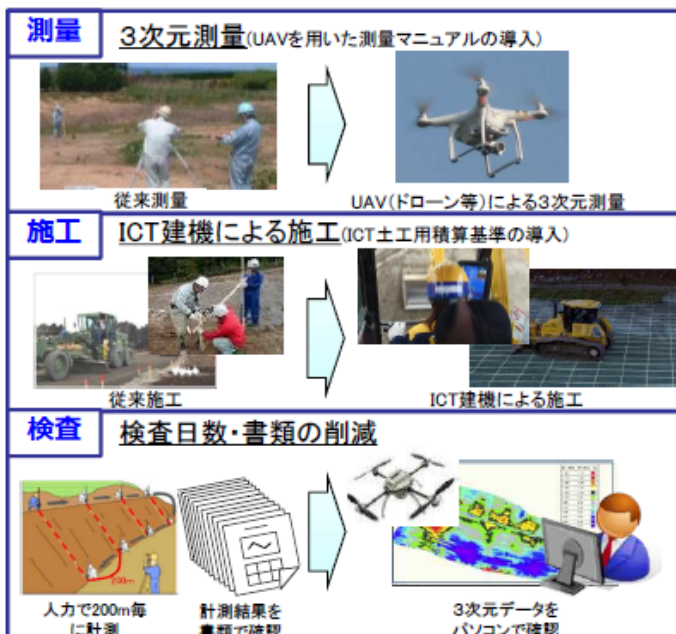 測量
3次元測量(UAVを用いた測量マニュアルの導入)
従来測量
UAV(ドローン等)による3次元測量
施工
ICT建機による施工(ICT土工用積算基準の導入)
従来施工
ICT建機による施工
検査
検査日数・書類の削減
200m
人力で200m毎
に計測
計測結果を
書類で確認
3次元データを
パソコンで確認